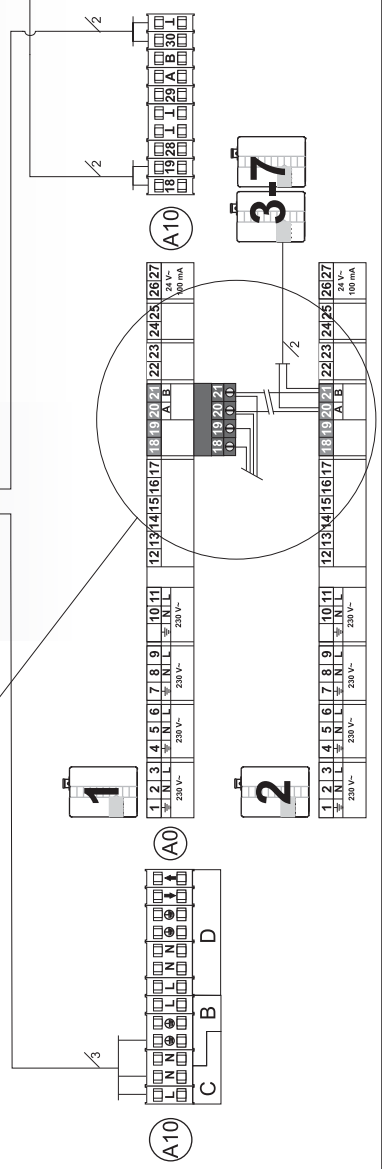 3 2 2
L N N ⏚ ⏚ L L N N ⏚ ⏚ ↓ ↑
C B D
A10
1
A0
1 2 3 4 5 6 7 8 9 10 11 12 13 14 15 16 17 18 19 20 21 22 23 24 25 26 27
⏚ N L ⏚ N L ⏚ N L ⏚ N L A B 24 V~
230 V~ 230 V~ 230 V~ 230 V~ 100 mA
18 19 28 ⊥ ⊥ 29 A B 30 ⊥
A10
18 19 20 21
2
3-7
2
1 2 3 4 5 6 7 8 9 10 11 12 13 14 15 16 17 18 19 20 21 22 23 24 25 26 27
⏚ N L ⏚ N L ⏚ N L ⏚ N L A B 24 V~
230 V~ 230 V~ 230 V~ 230 V~ 100 mA